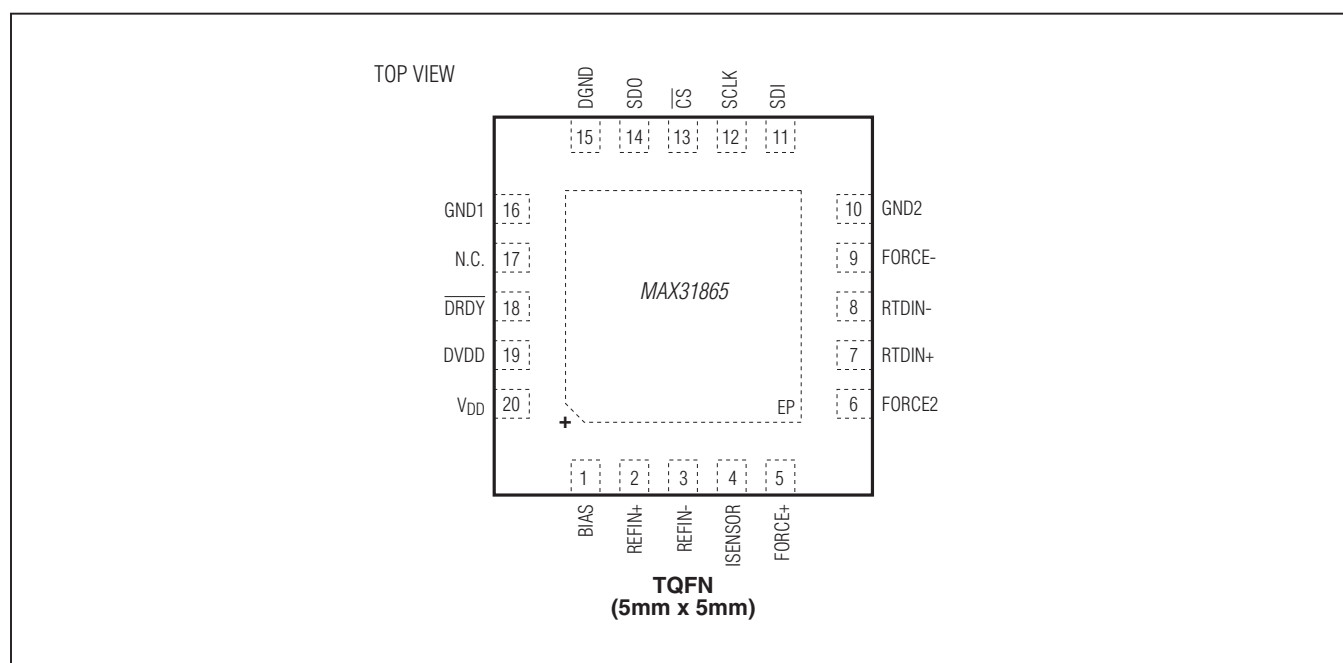 TOP VIEW
DGND
SDO
C̅S̅
SCLK
SDI
15 14 13 12 11
GND1 16
10 GND2
N.C. 17
9 FORCE-
MAX31865
D̅R̅D̅Y̅ 18
8 RTDIN-
DVDD 19
7 RTDIN+
VDD 20
6 FORCE2
EP
+
1 2 3 4 5
BIAS
REFIN+
REFIN-
ISENSOR
FORCE+
TQFN
(5mm x 5mm)